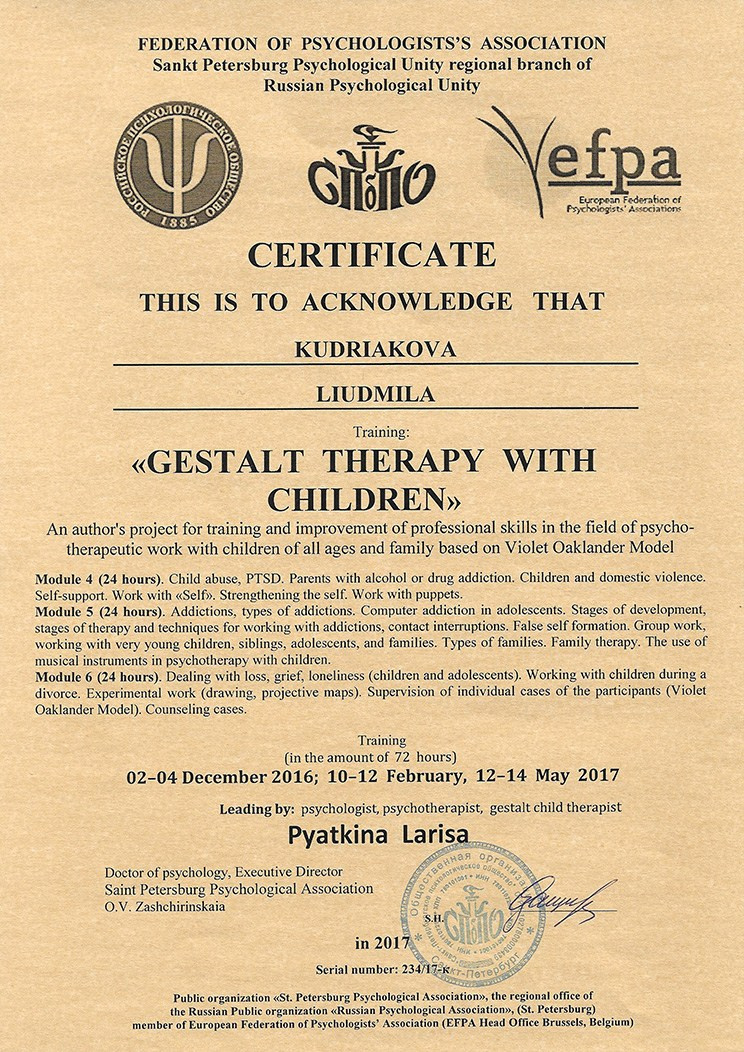 FEDERATION OF PSYCHOLOGISTS'S ASSOCIATION
Sankt Petersburg Psychological Unity regional branch of
Russian Psychological Unity
РОССИЙСКОЕ ПСИХОЛОГИЧЕСКОЕ ОБЩЕСТВО
1885
СПбПО
efpa
European Federation of
Psychologists' Associations
CERTIFICATE
THIS IS TO ACKNOWLEDGE THAT
KUDRIAKOVA
LIUDMILA
Training:
«GESTALT THERAPY WITH
CHILDREN»
An author's project for training and improvement of professional skills in the field of psycho-
therapeutic work with children of all ages and family based on Violet Oaklander Model
Module 4 (24 hours). Child abuse, PTSD. Parents with alcohol or drug addiction. Children and domestic violence.
Self-support. Work with «Self». Strengthening the self. Work with puppets.
Module 5 (24 hours). Addictions, types of addictions. Computer addiction in adolescents. Stages of development,
stages of therapy and techniques for working with addictions, contact interruptions. False self formation. Group work,
working with very young children, siblings, adolescents, and families. Types of families. Family therapy. The use of
musical instruments in psychotherapy with children.
Module 6 (24 hours). Dealing with loss, grief, loneliness (children and adolescents). Working with children during a
divorce. Experimental work (drawing, projective maps). Supervision of individual cases of the participants (Violet
Oaklander Model). Counseling cases.
Training
(in the amount of 72 hours)
02–04 December 2016; 10–12 February, 12–14 May 2017
Leading by: psychologist, psychotherapist, gestalt child therapist
Pyatkina Larisa
Doctor of psychology, Executive Director
Saint Petersburg Psychological Association
O.V. Zashchirinskaia
S.H.
Общественная организа
СПбПО
Санкт-Петербург
in 2017
Serial number: 234/17-к
Public organization «St. Petersburg Psychological Association», the regional office of
the Russian Public organization «Russian Psychological Association», (St. Petersburg)
member of European Federation of Psychologists' Association (EFPA Head Office Brussels, Belgium)